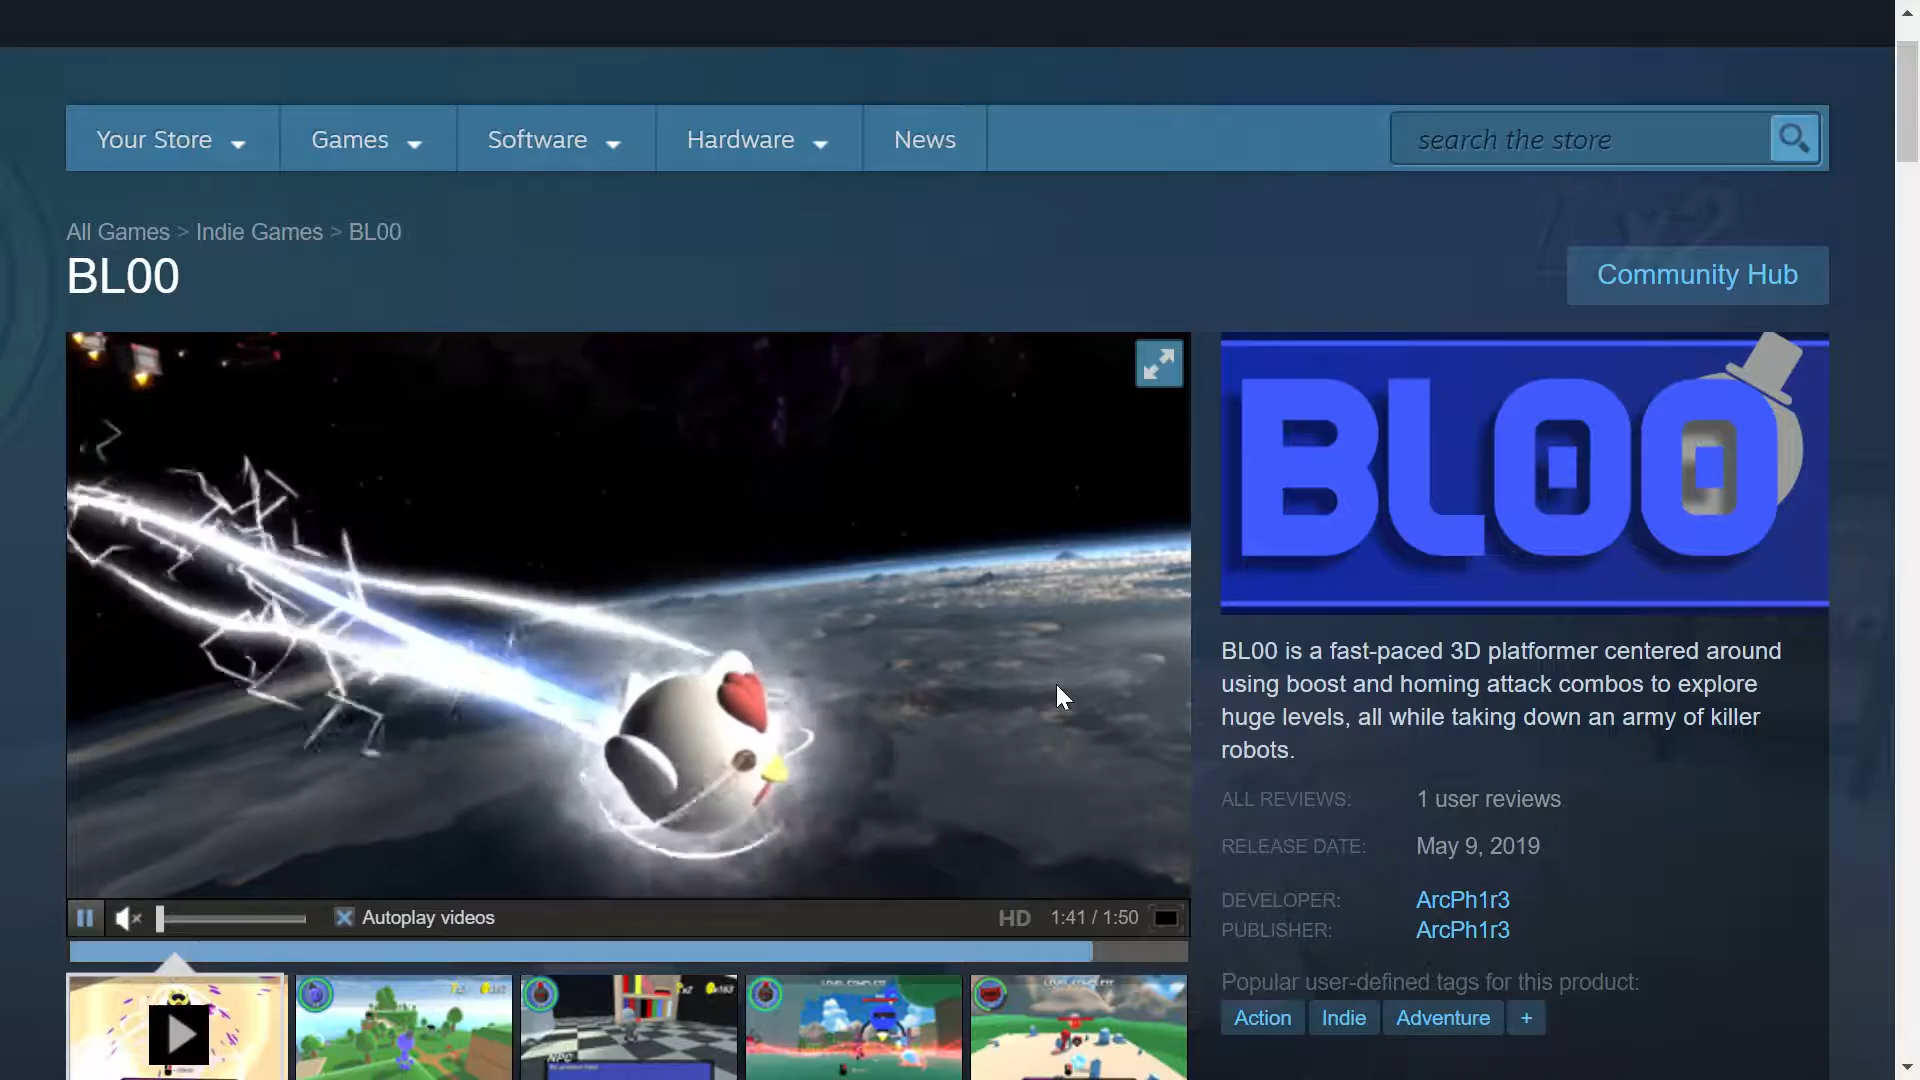 Your Store
Games
Software
Hardware
News
search the store
All Games > Indie Games > BL00
BL00
Community Hub
BL00
BL00 is a fast-paced 3D platformer centered around
using boost and homing attack combos to explore
huge levels, all while taking down an army of killer
robots.
ALL REVIEWS: 1 user reviews
RELEASE DATE: May 9, 2019
DEVELOPER: ArcPh1r3
PUBLISHER: ArcPh1r3
Autoplay videos
HD 1:41 / 1:50
Popular user-defined tags for this product:
Action Indie Adventure +
NPC